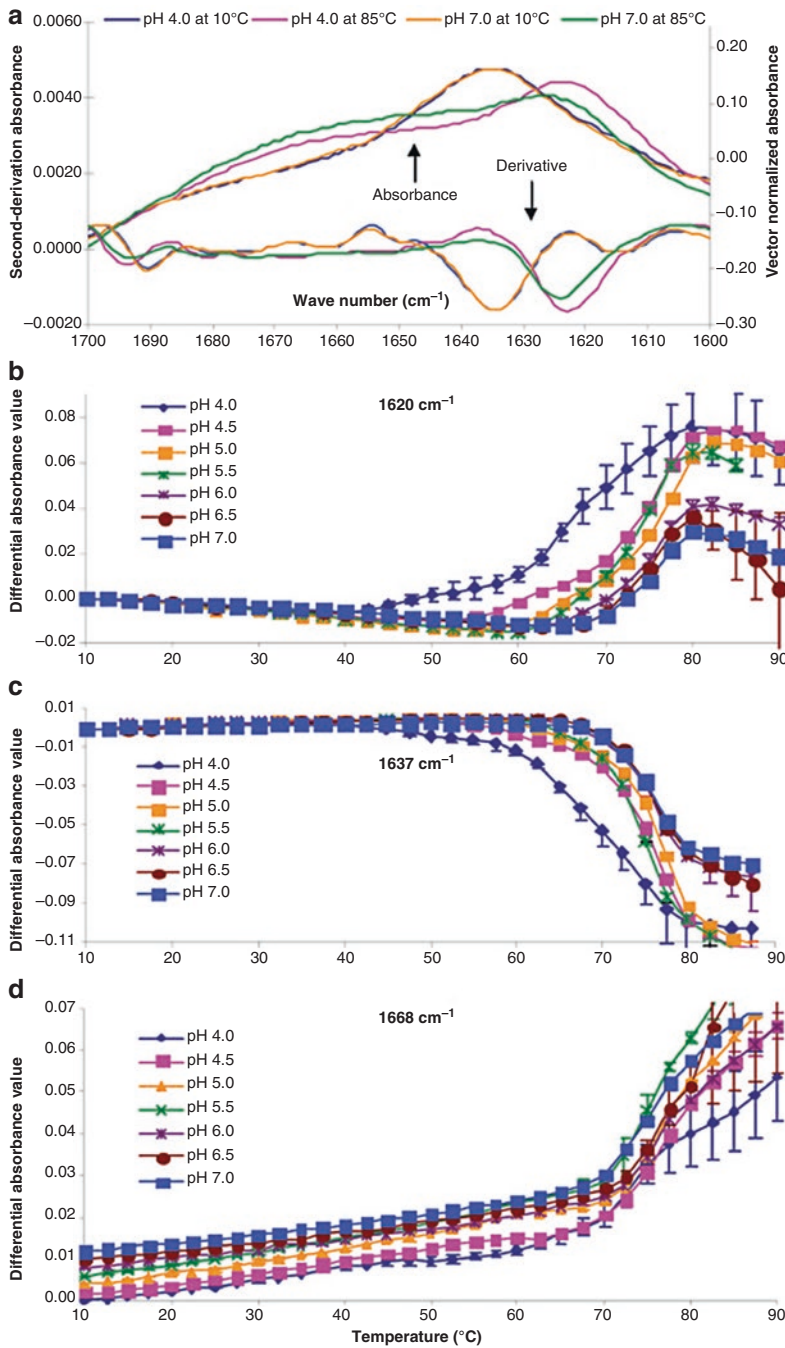 a
pH 4.0 at 10°C pH 4.0 at 85°C pH 7.0 at 10°C pH 7.0 at 85°C
Second-derivation absorbance
0.0060
0.0040
0.0020
0.0000
–0.0020
Vector normalized absorbance
0.20
0.10
0.00
–0.10
–0.20
–0.30
Absorbance
Derivative
Wave number (cm⁻¹)
1700 1690 1680 1670 1660 1650 1640 1630 1620 1610 1600
b
Differential absorbance value
0.08
0.06
0.04
0.02
0.00
–0.02
pH 4.0
pH 4.5
pH 5.0
pH 5.5
pH 6.0
pH 6.5
pH 7.0
1620 cm⁻¹
10 20 30 40 50 60 70 80 90
c
Differential absorbance value
0.01
–0.01
–0.03
–0.05
–0.07
–0.09
–0.11
pH 4.0
pH 4.5
pH 5.0
pH 5.5
pH 6.0
pH 6.5
pH 7.0
1637 cm⁻¹
10 20 30 40 50 60 70 80 90
d
Differential absorbance value
0.07
0.06
0.05
0.04
0.03
0.02
0.01
0.00
pH 4.0
pH 4.5
pH 5.0
pH 5.5
pH 6.0
pH 6.5
pH 7.0
1668 cm⁻¹
10 20 30 40 50 60 70 80 90
Temperature (°C)